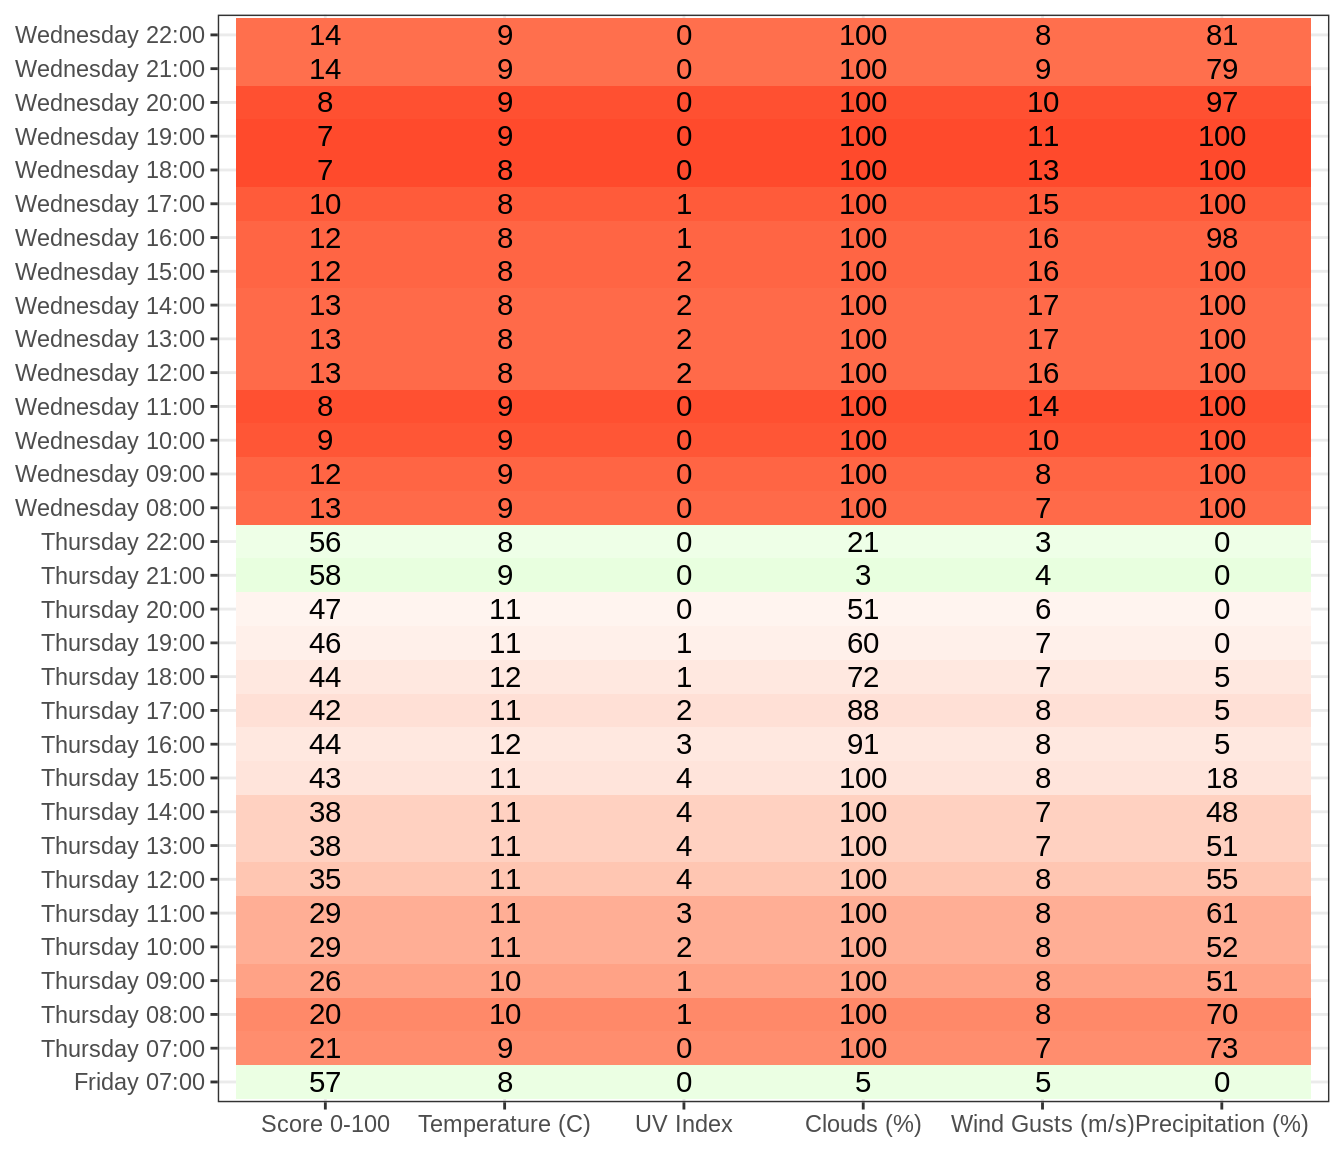 Wednesday 22:00 14 9 0 100 8 81
Wednesday 21:00 14 9 0 100 9 79
Wednesday 20:00 8 9 0 100 10 97
Wednesday 19:00 7 9 0 100 11 100
Wednesday 18:00 7 8 0 100 13 100
Wednesday 17:00 10 8 1 100 15 100
Wednesday 16:00 12 8 1 100 16 98
Wednesday 15:00 12 8 2 100 16 100
Wednesday 14:00 13 8 2 100 17 100
Wednesday 13:00 13 8 2 100 17 100
Wednesday 12:00 13 8 2 100 16 100
Wednesday 11:00 8 9 0 100 14 100
Wednesday 10:00 9 9 0 100 10 100
Wednesday 09:00 12 9 0 100 8 100
Wednesday 08:00 13 9 0 100 7 100
Thursday 22:00 56 8 0 21 3 0
Thursday 21:00 58 9 0 3 4 0
Thursday 20:00 47 11 0 51 6 0
Thursday 19:00 46 11 1 60 7 0
Thursday 18:00 44 12 1 72 7 5
Thursday 17:00 42 11 2 88 8 5
Thursday 16:00 44 12 3 91 8 5
Thursday 15:00 43 11 4 100 8 18
Thursday 14:00 38 11 4 100 7 48
Thursday 13:00 38 11 4 100 7 51
Thursday 12:00 35 11 4 100 8 55
Thursday 11:00 29 11 3 100 8 61
Thursday 10:00 29 11 2 100 8 52
Thursday 09:00 26 10 1 100 8 51
Thursday 08:00 20 10 1 100 8 70
Thursday 07:00 21 9 0 100 7 73
Friday 07:00 57 8 0 5 5 0
Score 0-100 Temperature (C) UV Index Clouds (%) Wind Gusts (m/s) Precipitation (%)